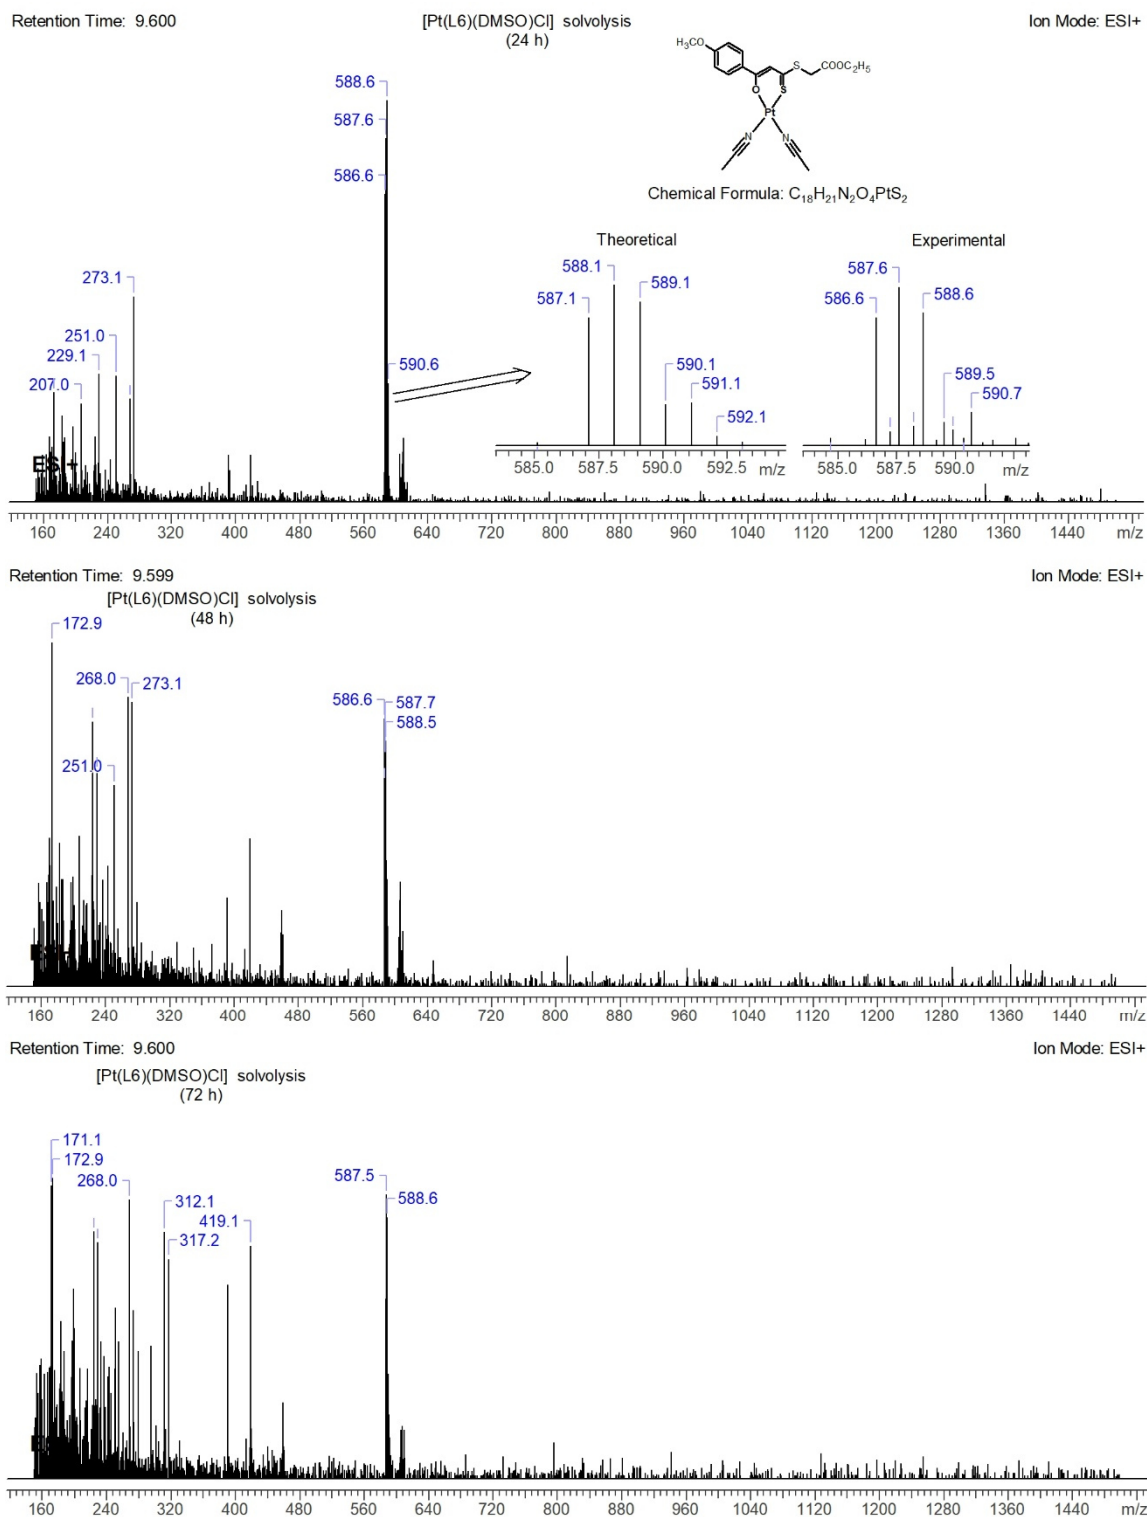 Retention Time: 9.600
[Pt(L6)(DMSO)Cl] solvolysis
(24 h)
Ion Mode: ESI+
H₃CO
S
COOC₂H₅
O
S
Pt
N
N
Chemical Formula: C₁₈H₂₁N₂O₄PtS₂
588.6
587.6
586.6
590.6
273.1
251.0
229.1
207.0
ES+
Theoretical
588.1
587.1
589.1
590.1
591.1
592.1
585.0 587.5 590.0 592.5 m/z
Experimental
587.6
586.6
588.6
589.5
590.7
585.0 587.5 590.0 m/z
160 240 320 400 480 560 640 720 800 880 960 1040 1120 1200 1280 1360 1440 m/z
Retention Time: 9.599
[Pt(L6)(DMSO)Cl] solvolysis
(48 h)
Ion Mode: ESI+
172.9
268.0
273.1
251.0
586.6
587.7
588.5
160 240 320 400 480 560 640 720 800 880 960 1040 1120 1200 1280 1360 1440 m/z
Retention Time: 9.600
[Pt(L6)(DMSO)Cl] solvolysis
(72 h)
Ion Mode: ESI+
171.1
172.9
268.0
312.1
419.1
317.2
587.5
588.6
160 240 320 400 480 560 640 720 800 880 960 1040 1120 1200 1280 1360 1440 m/z